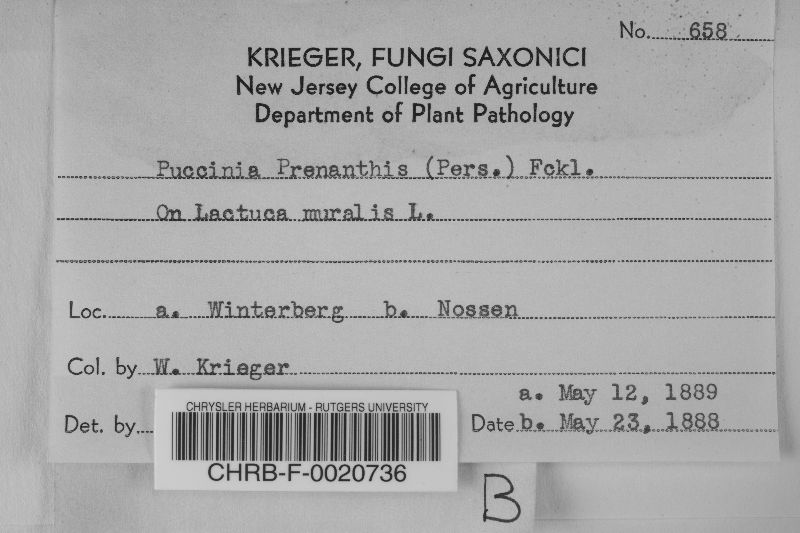 No. 658
KRIEGER, FUNGI SAXONICI
New Jersey College of Agriculture
Department of Plant Pathology
Puccinia Prenanthis (Pers.) Fckl.
On Lactuca muralis L.
Loc. a. Winterberg b. Nossen
Col. by W. Krieger
a. May 12, 1889
Det. by Date b. May 23, 1888
CHRYSLER HERBARIUM - RUTGERS UNIVERSITY
CHRB-F-0020736
B